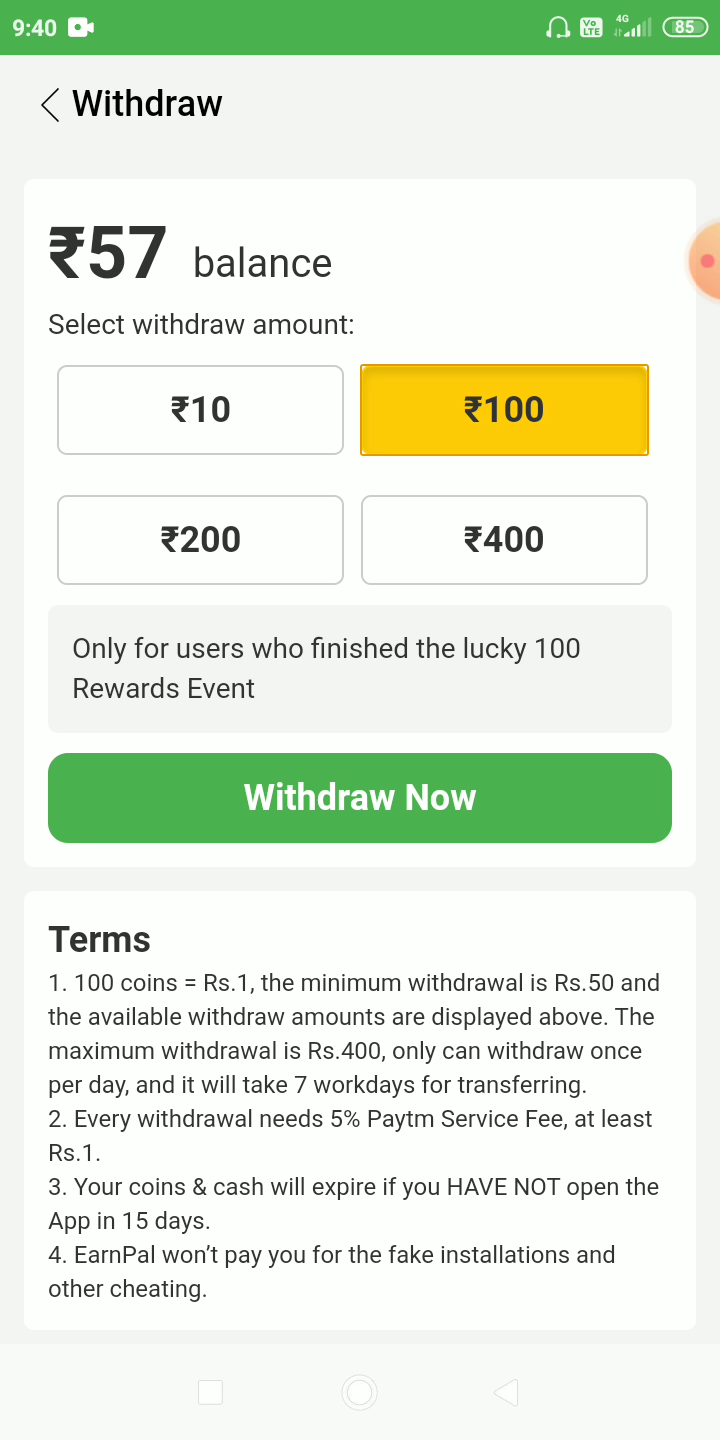 9:40 Vo LTE 4G 85
Withdraw
₹57 balance
Select withdraw amount:
₹10 ₹100
₹200 ₹400
Only for users who finished the lucky 100
Rewards Event
Withdraw Now
Terms
1. 100 coins = Rs.1, the minimum withdrawal is Rs.50 and
the available withdraw amounts are displayed above. The
maximum withdrawal is Rs.400, only can withdraw once
per day, and it will take 7 workdays for transferring.
2. Every withdrawal needs 5% Paytm Service Fee, at least
Rs.1.
3. Your coins & cash will expire if you HAVE NOT open the
App in 15 days.
4. EarnPal won’t pay you for the fake installations and
other cheating.